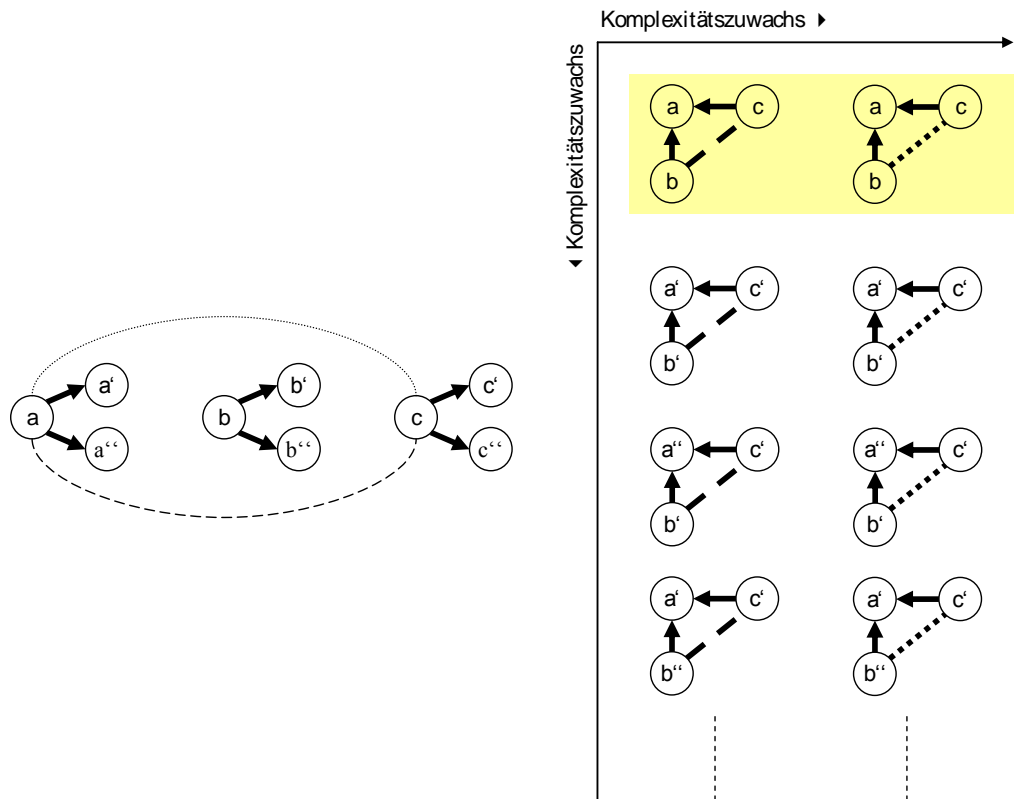 Komplexitätszuwachs ▶
▼ Komplexitätszuwachs
a c a c
b b
a‘ c‘ a‘ c‘
b‘ b‘
a‘ b‘ c‘
a b c
a‘‘ b‘‘ c‘‘
a‘‘ c‘ a‘‘ c‘
b‘ b‘
a‘ c‘ a‘ c‘
b‘‘ b‘‘